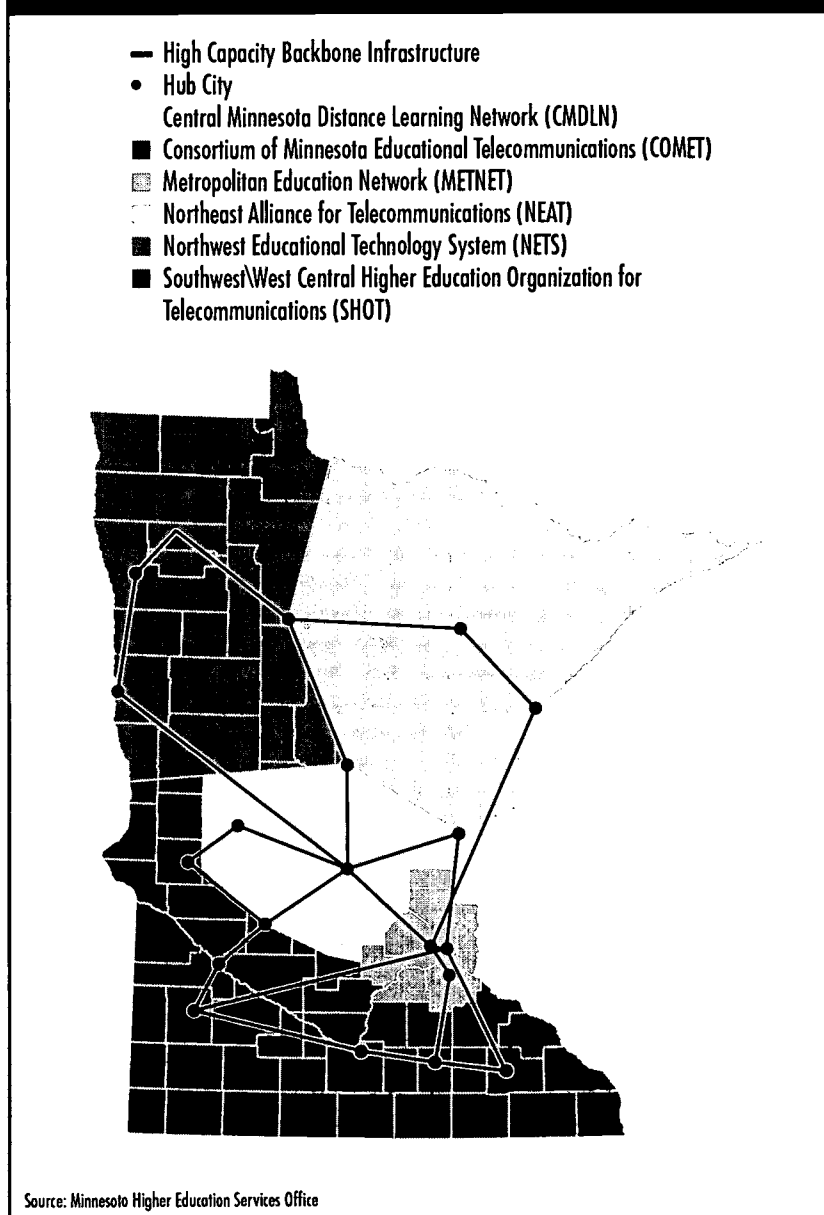 High Capacity Backbone Infrastructure
Hub City
Central Minnesota Distance Learning Network (CMDLN)
Consortium of Minnesota Educational Telecommunications (COMET)
Metropolitan Education Network (METNET)
Northeast Alliance for Telecommunications (NEAT)
Northwest Educational Technology System (NETS)
Southwest\West Central Higher Education Organization for
Telecommunications (SHOT)
Source: Minnesota Higher Education Services Office